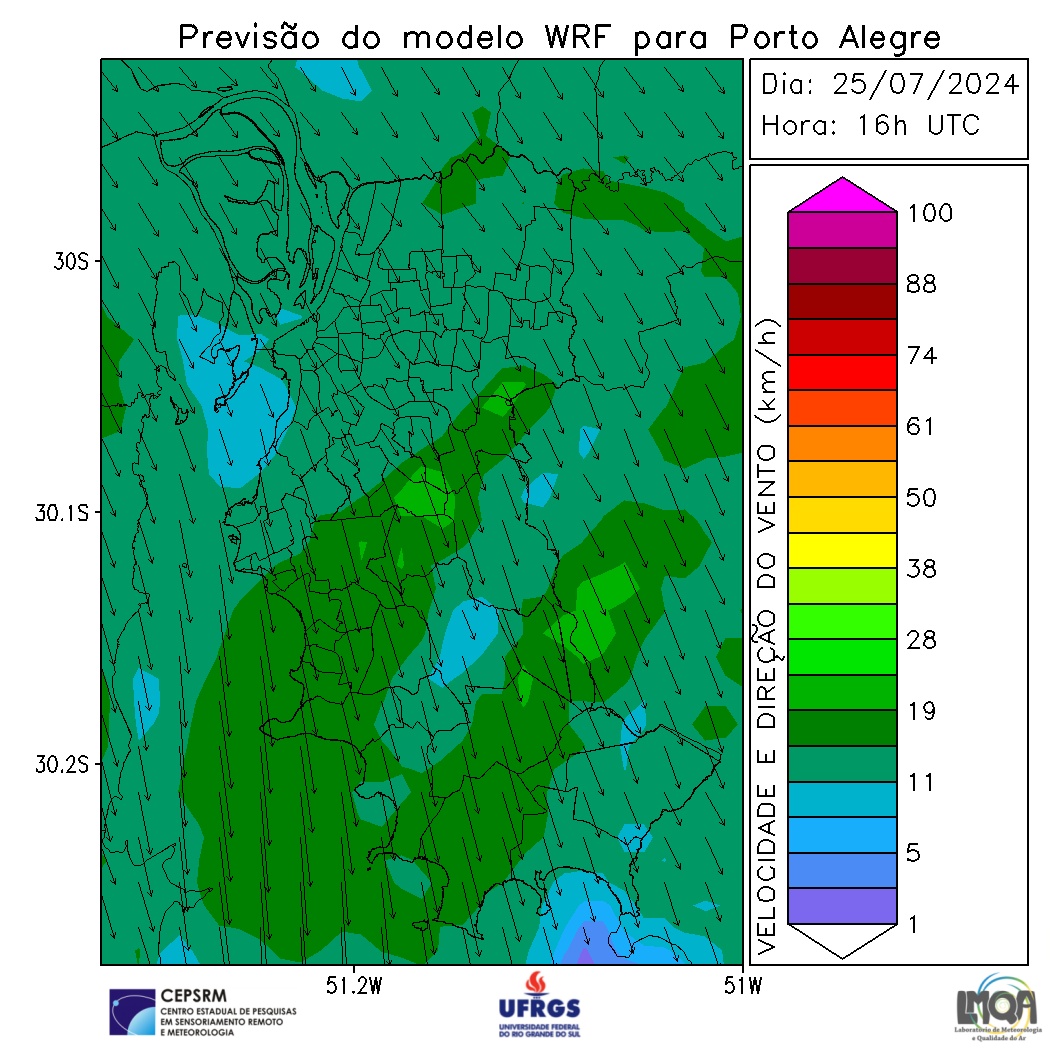 Previsão do modelo WRF para Porto Alegre
Dia: 25/07/2024
Hora: 16h UTC
30S
30.1S
30.2S
51.2W
51W
VELOCIDADE E DIREÇÃO DO VENTO (km/h)
100
88
74
61
50
38
28
19
11
5
1
CEPSRM
CENTRO ESTADUAL DE PESQUISAS
EM SENSORIAMENTO REMOTO
E METEOROLOGIA
UFRGS
UNIVERSIDADE FEDERAL
DO RIO GRANDE DO SUL
LMQA
Laboratório de Meteorologia
e Qualidade do Ar